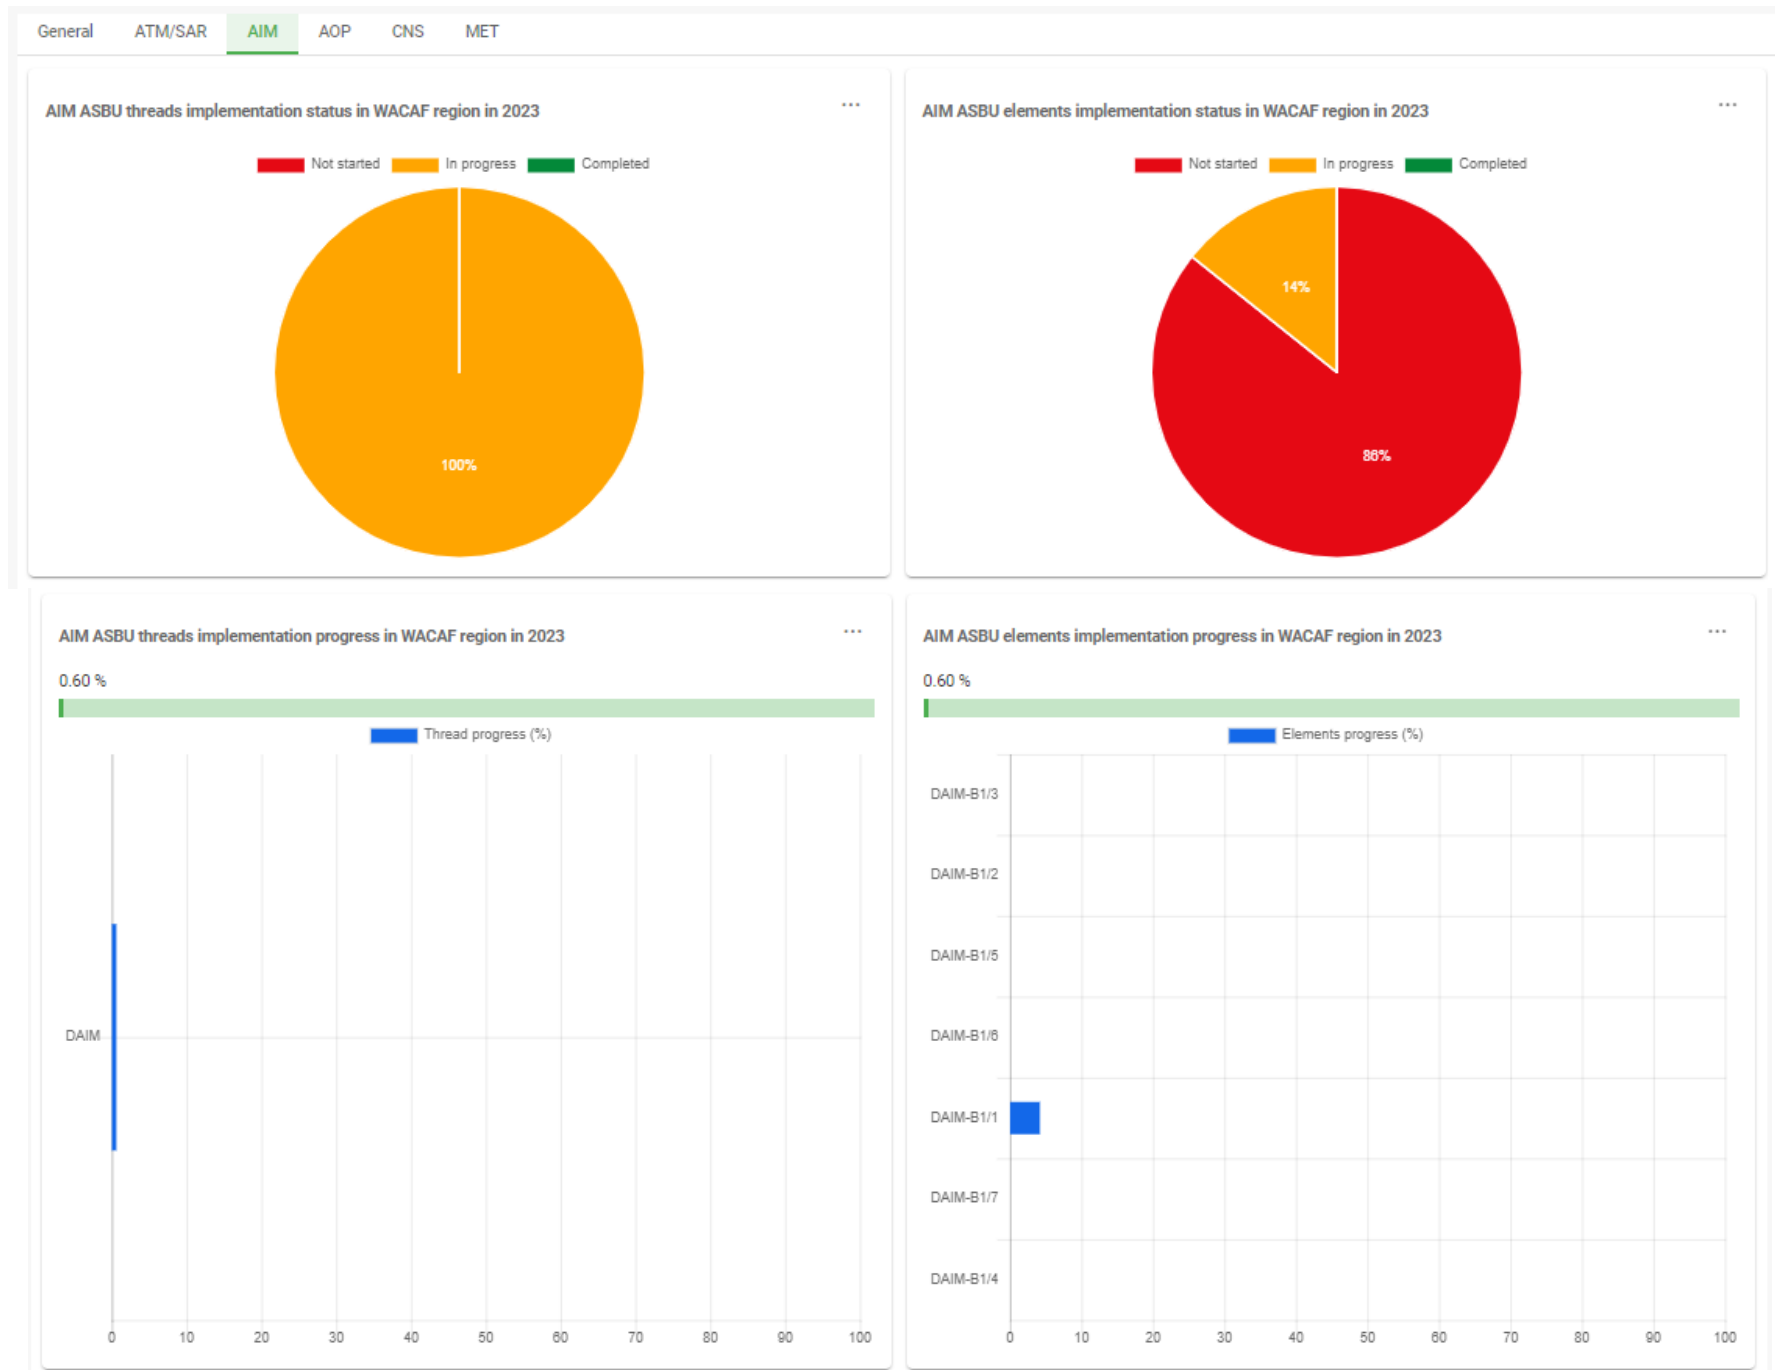 General ATM/SAR AIM AOP CNS MET
AIM ASBU threads implementation status in WACAF region in 2023
Not started In progress Completed
100%
AIM ASBU elements implementation status in WACAF region in 2023
Not started In progress Completed
14%
86%
AIM ASBU threads implementation progress in WACAF region in 2023
0.60 %
Thread progress (%)
DAIM
0 10 20 30 40 50 60 70 80 90 100
AIM ASBU elements implementation progress in WACAF region in 2023
0.60 %
Elements progress (%)
DAIM-B1/3
DAIM-B1/2
DAIM-B1/5
DAIM-B1/6
DAIM-B1/1
DAIM-B1/7
DAIM-B1/4
0 10 20 30 40 50 60 70 80 90 100